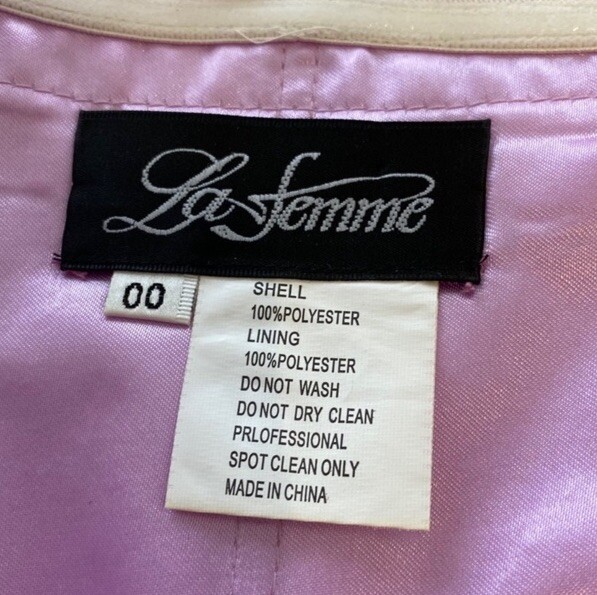 La Femme
00
SHELL
100%POLYESTER
LINING
100%POLYESTER
DO NOT WASH
DO NOT DRY CLEAN
PRLOFESSIONAL
SPOT CLEAN ONLY
MADE IN CHINA